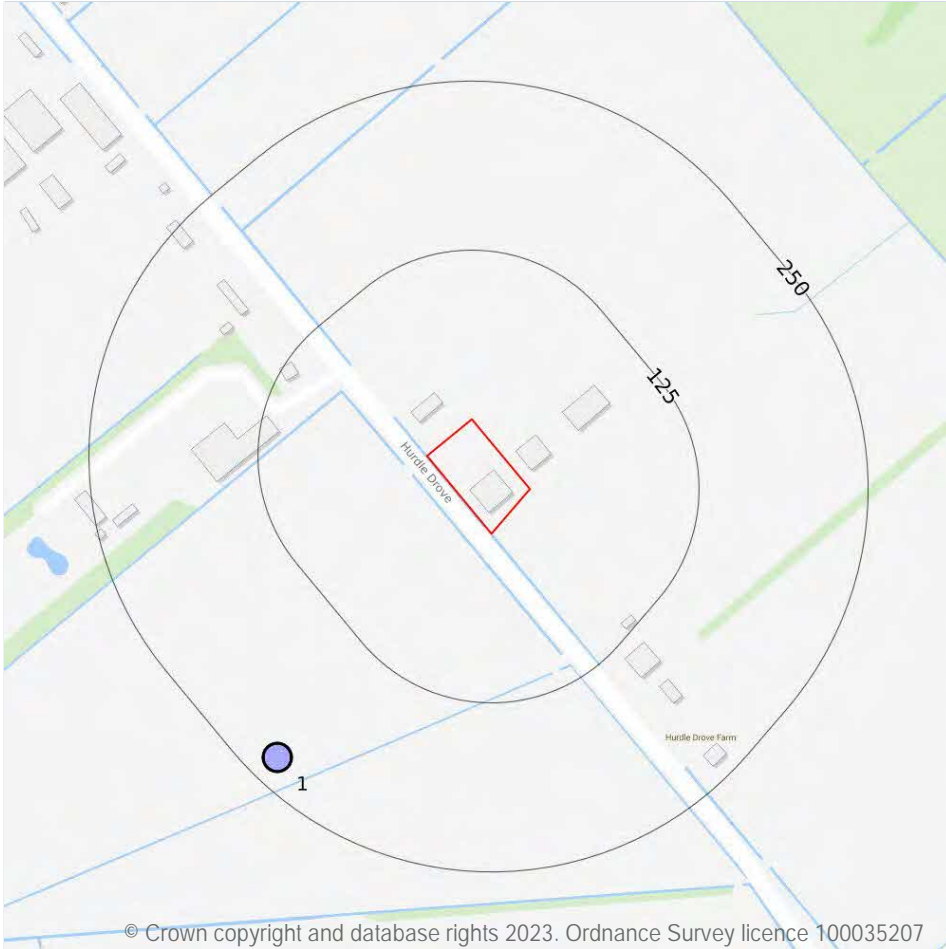 250
125
Hurdle Drove
Hurdle Drove Farm
1
© Crown copyright and database rights 2023. Ordnance Survey licence 100035207